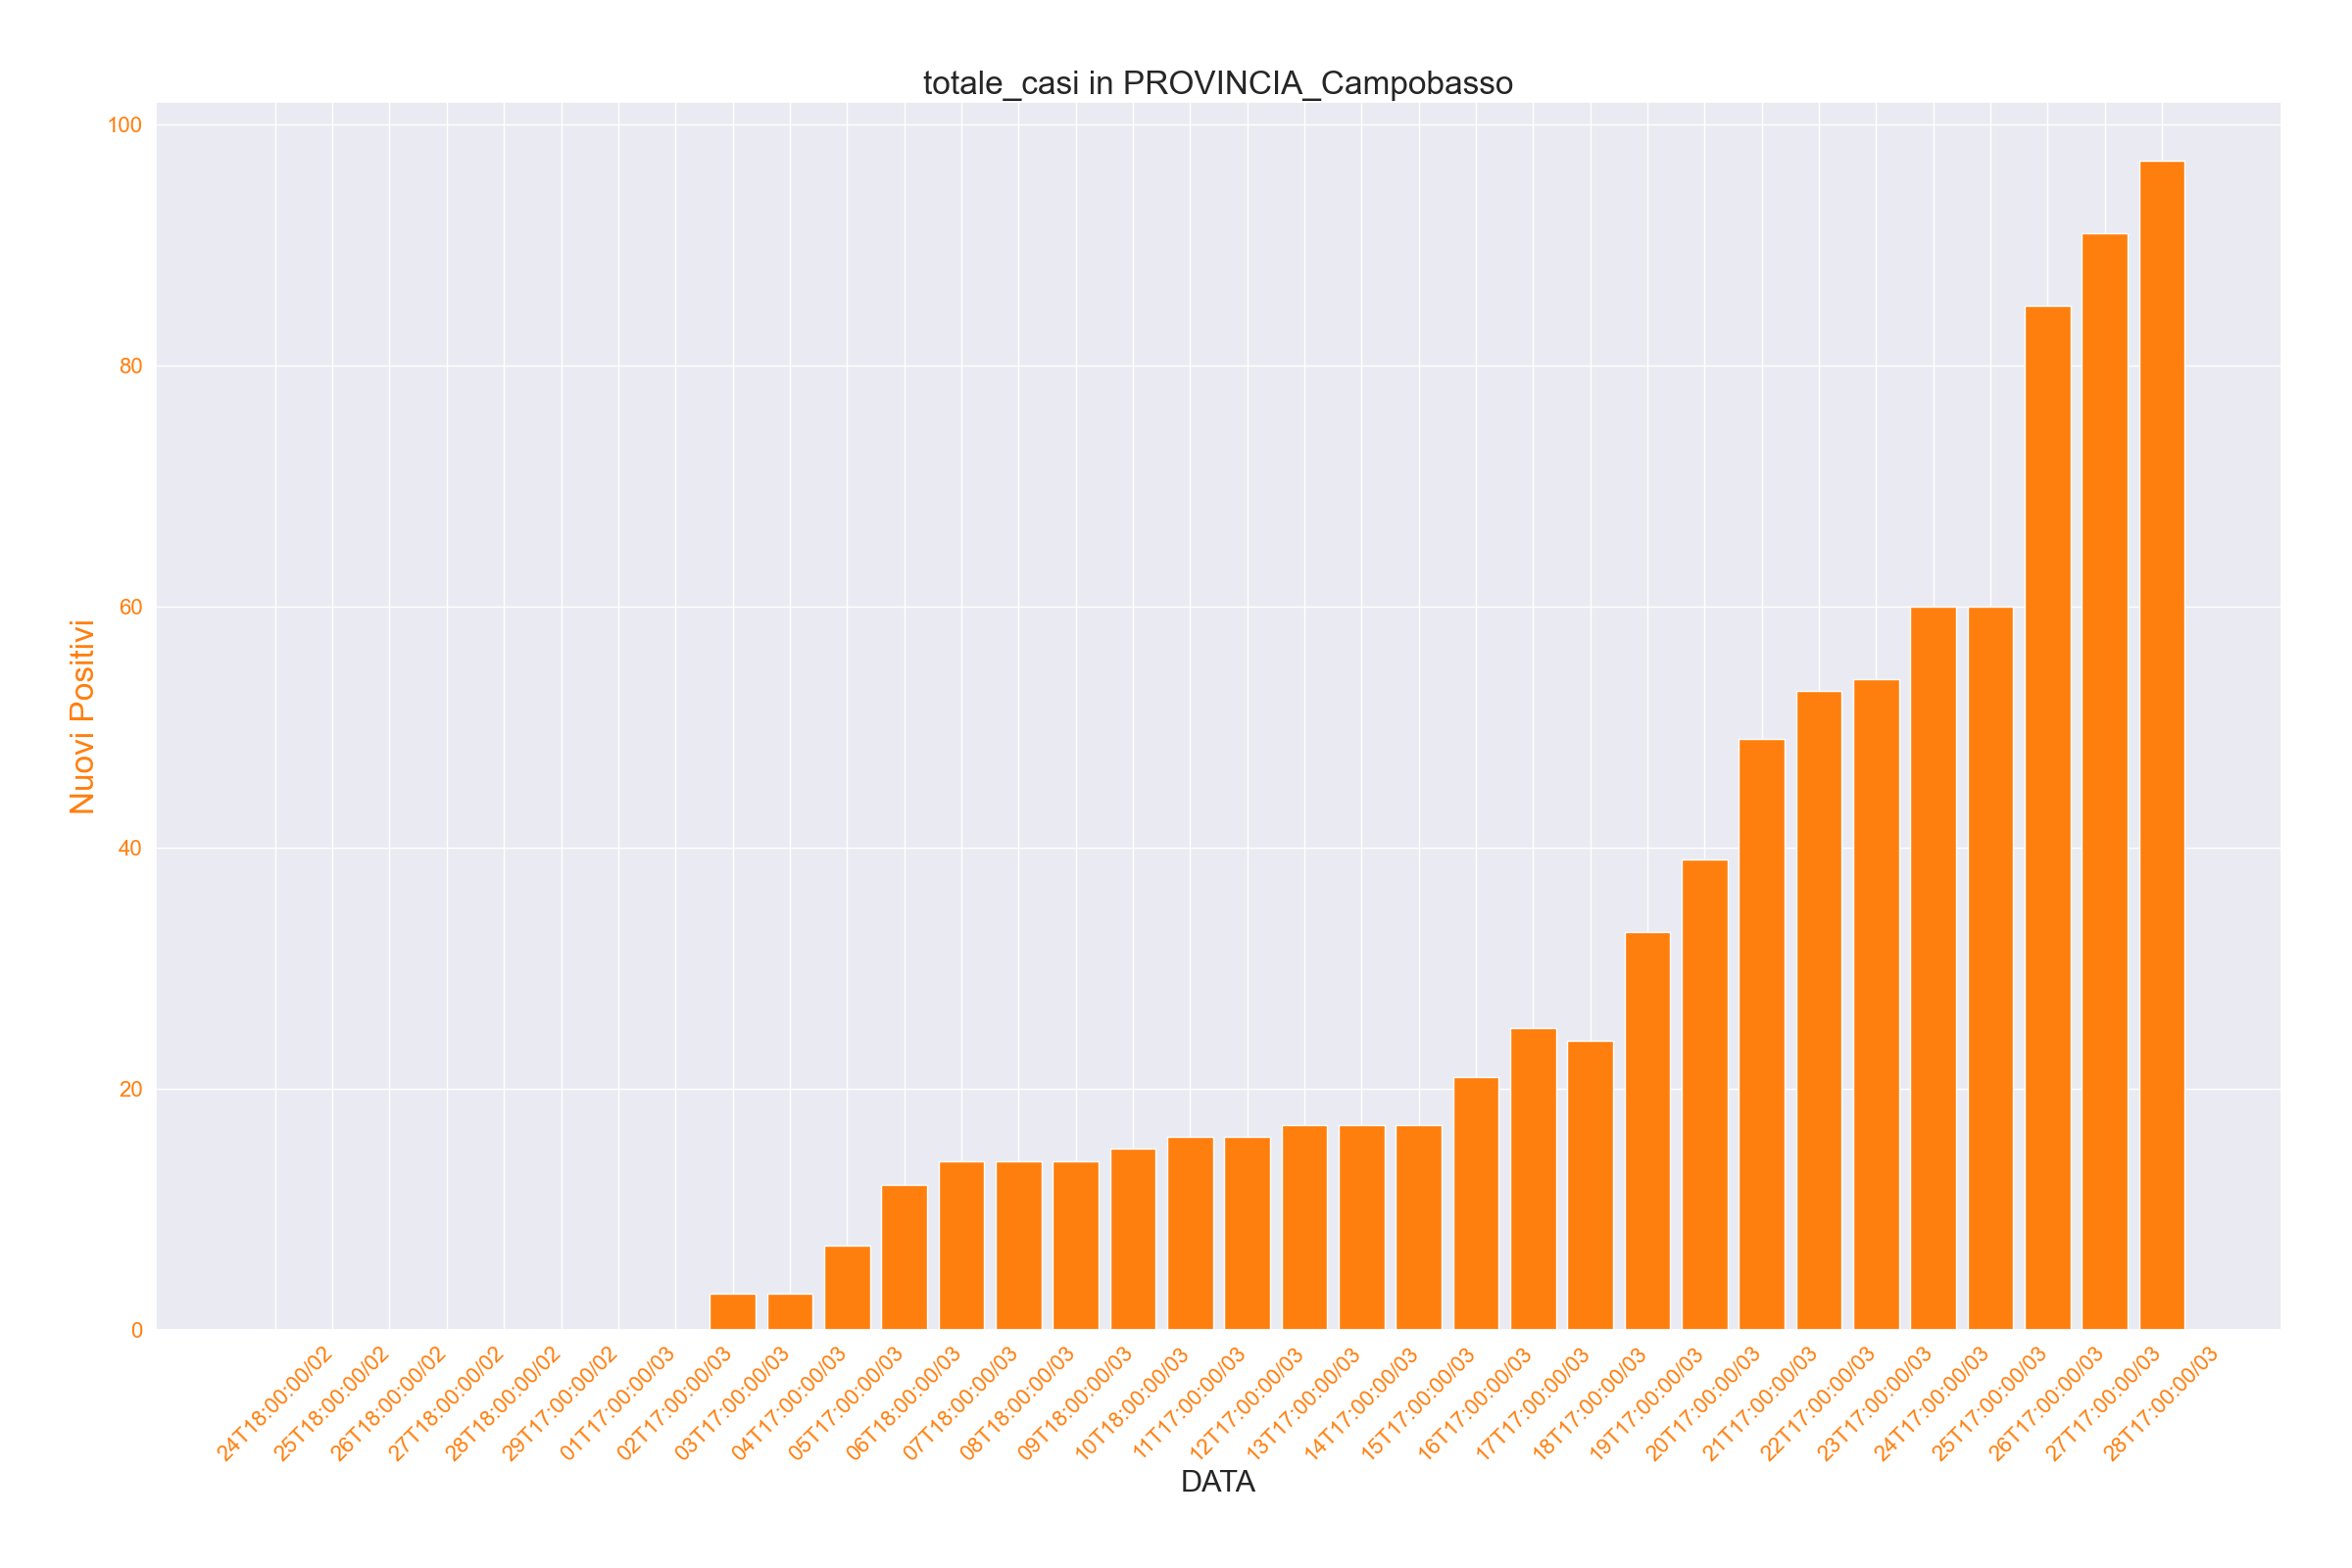 totale_casi in PROVINCIA_Campobasso
100
80
60
40
20
0
Nuovi Positivi
24T18:00:00/02
25T18:00:00/02
26T18:00:00/02
27T18:00:00/02
28T18:00:00/02
29T17:00:00/02
01T17:00:00/03
02T17:00:00/03
03T17:00:00/03
04T17:00:00/03
05T17:00:00/03
06T18:00:00/03
07T18:00:00/03
08T18:00:00/03
09T18:00:00/03
10T18:00:00/03
11T17:00:00/03
12T17:00:00/03
13T17:00:00/03
14T17:00:00/03
15T17:00:00/03
16T17:00:00/03
17T17:00:00/03
18T17:00:00/03
19T17:00:00/03
20T17:00:00/03
21T17:00:00/03
22T17:00:00/03
23T17:00:00/03
24T17:00:00/03
25T17:00:00/03
26T17:00:00/03
27T17:00:00/03
28T17:00:00/03
DATA